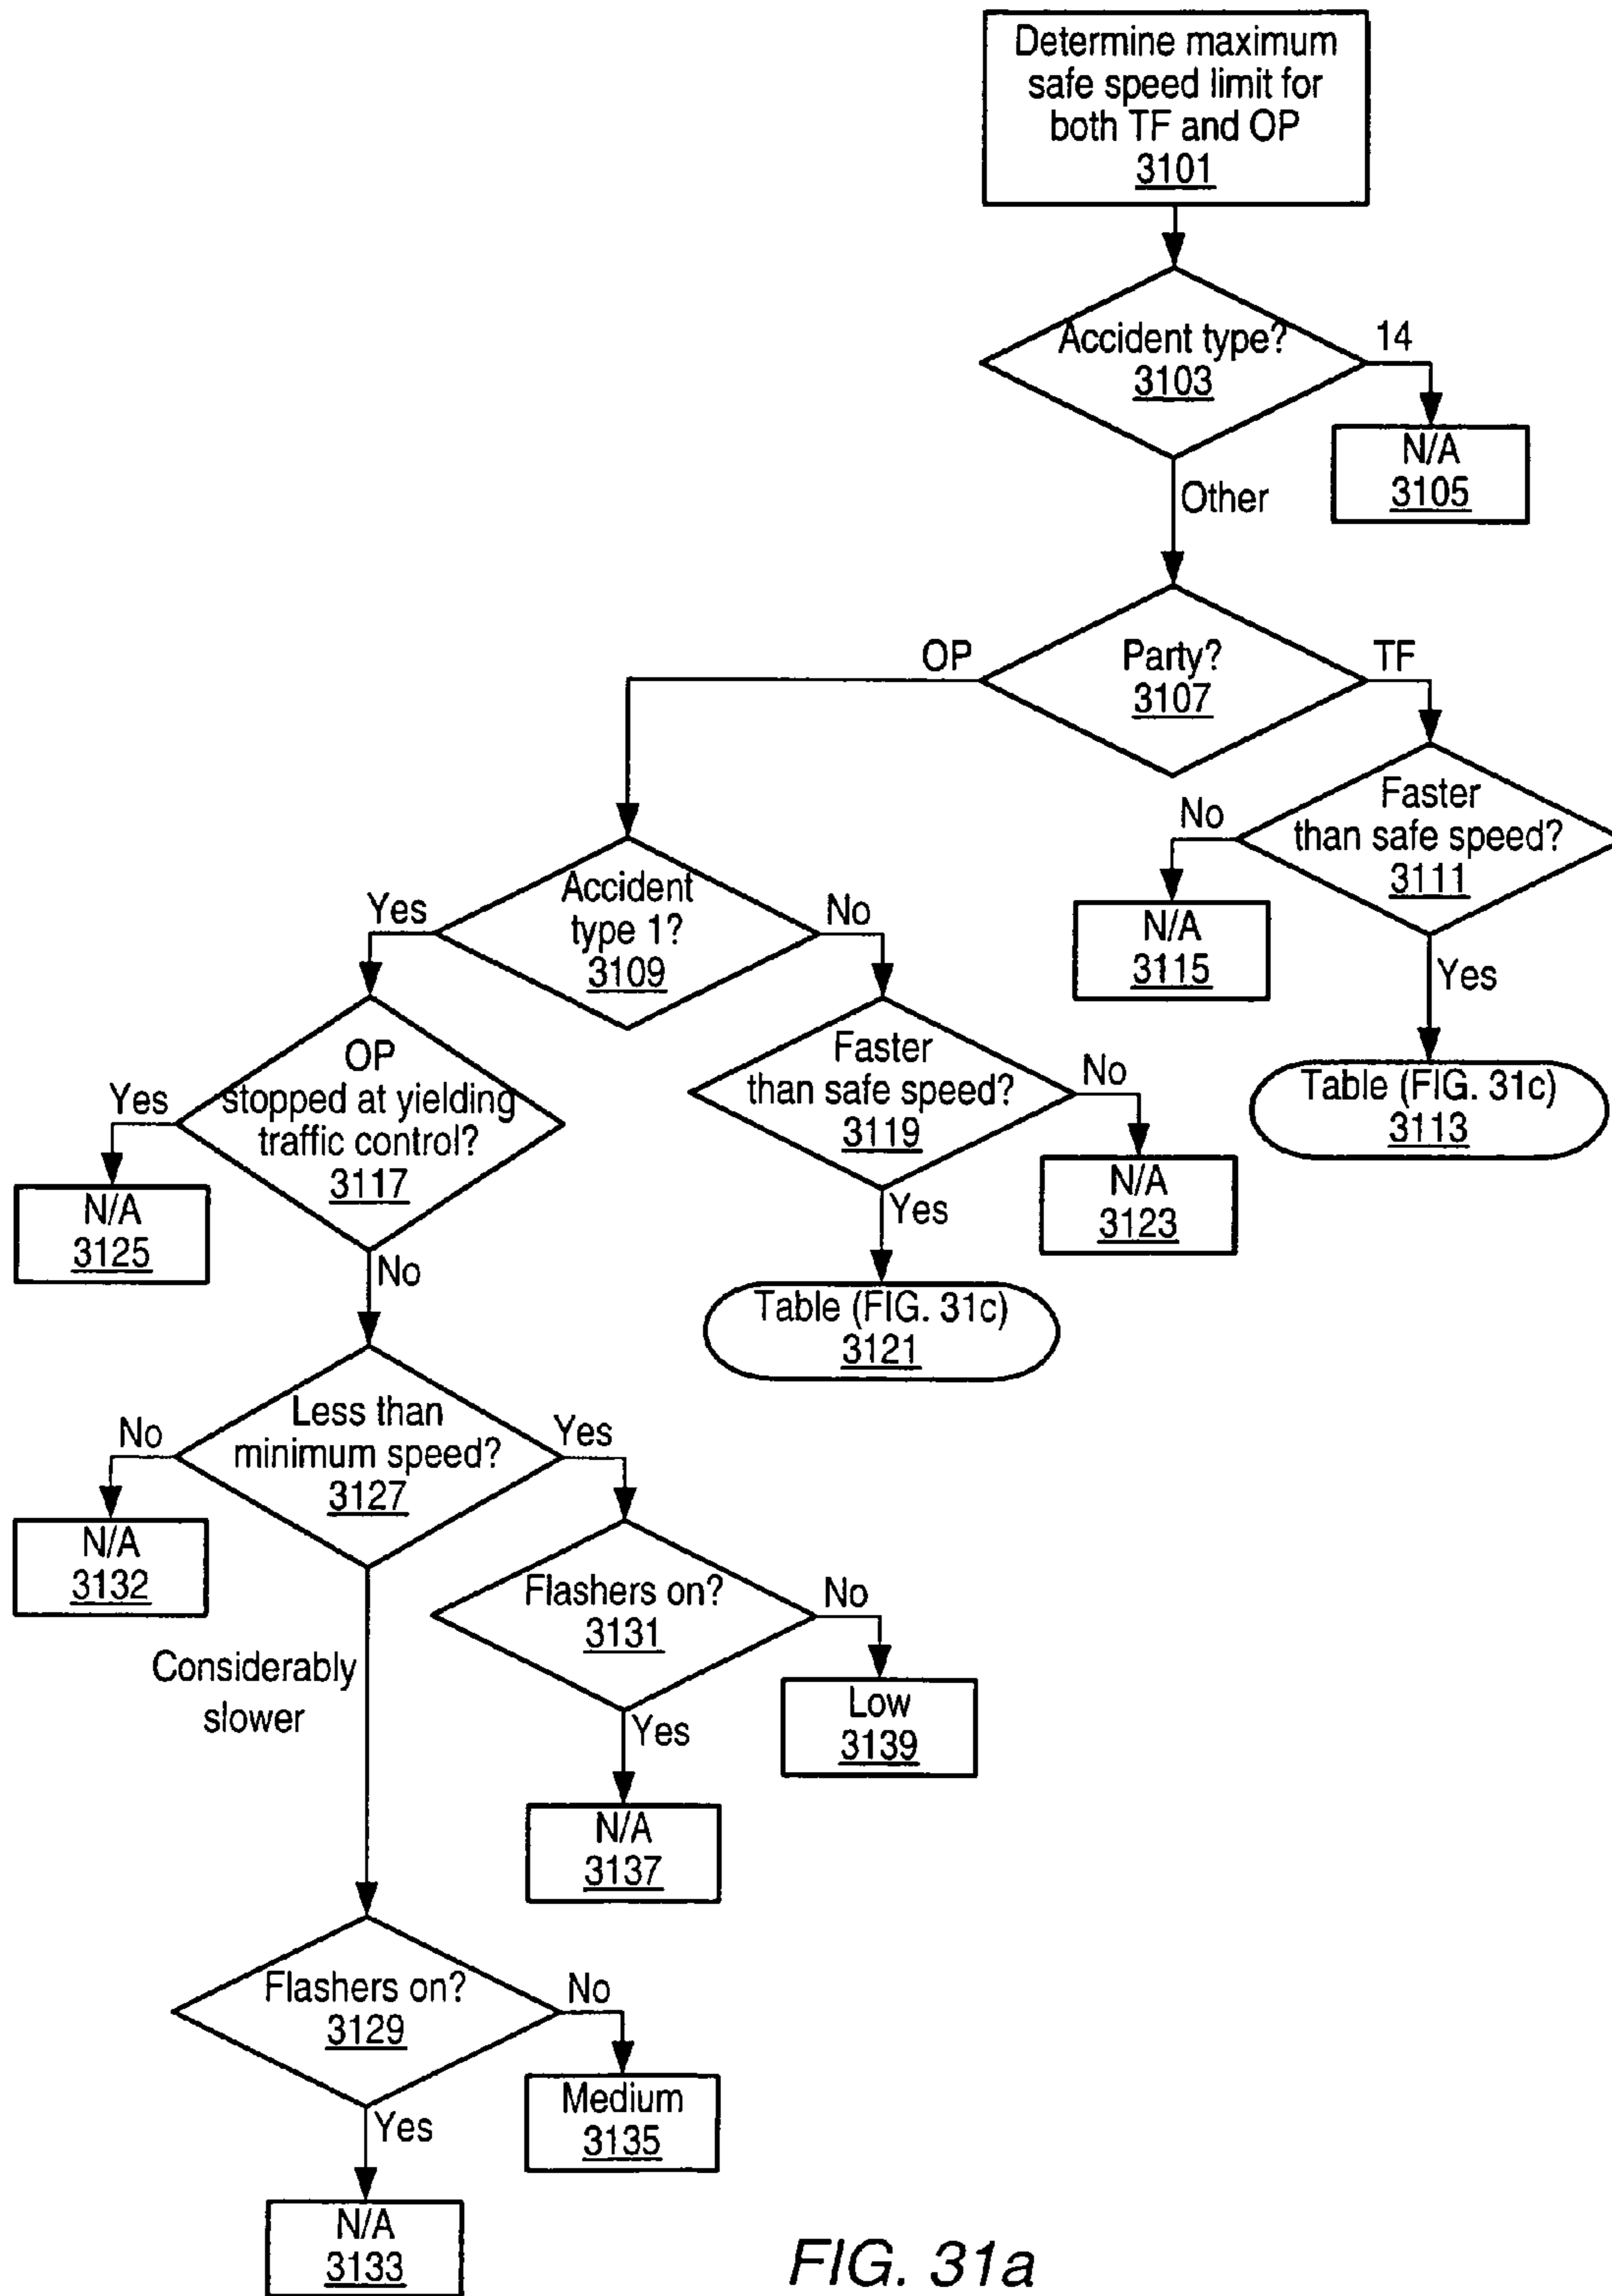 Determine maximum
safe speed limit for
both TF and OP
3101
Accident type?
3103
14
N/A
3105
Other
OP
Party?
3107
TF
Faster
than safe speed?
3111
No
N/A
3115
Yes
Table (FIG. 31c)
3113
Accident
type 1?
3109
Yes
No
OP
stopped at yielding
traffic control?
3117
Yes
N/A
3125
No
Faster
than safe speed?
3119
No
N/A
3123
Yes
Table (FIG. 31c)
3121
Less than
minimum speed?
3127
No
N/A
3132
Yes
Flashers on?
3131
No
Low
3139
Yes
N/A
3137
Considerably
slower
Flashers on?
3129
No
Medium
3135
Yes
N/A
3133
FIG. 31a